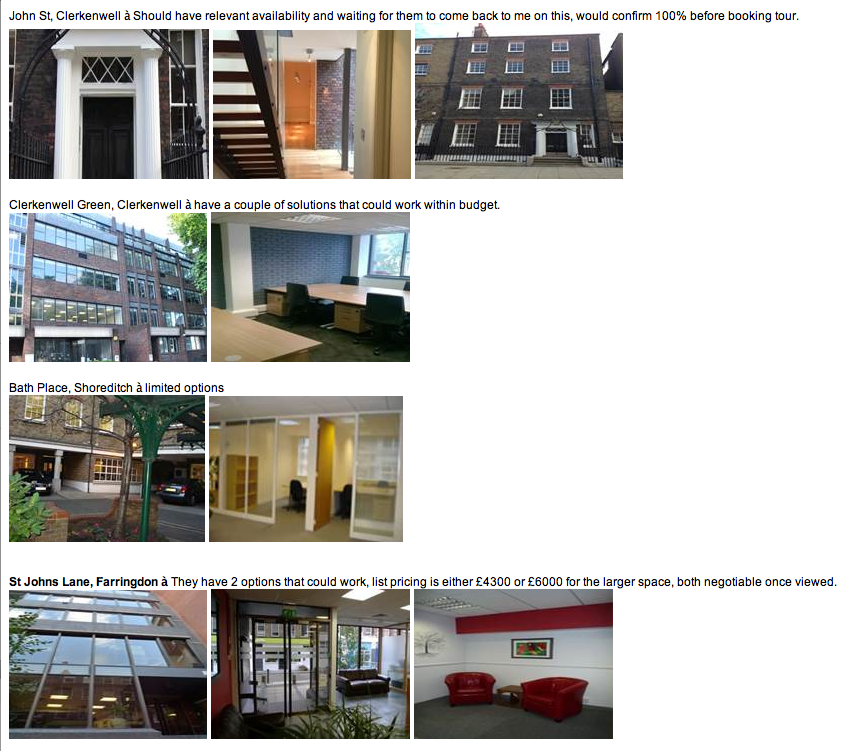 John St, Clerkenwell à Should have relevant availability and waiting for them to come back to me on this, would confirm 100% before booking tour.
Clerkenwell Green, Clerkenwell à have a couple of solutions that could work within budget.
Bath Place, Shoreditch à limited options
St Johns Lane, Farringdon à They have 2 options that could work, list pricing is either £4300 or £6000 for the larger space, both negotiable once viewed.